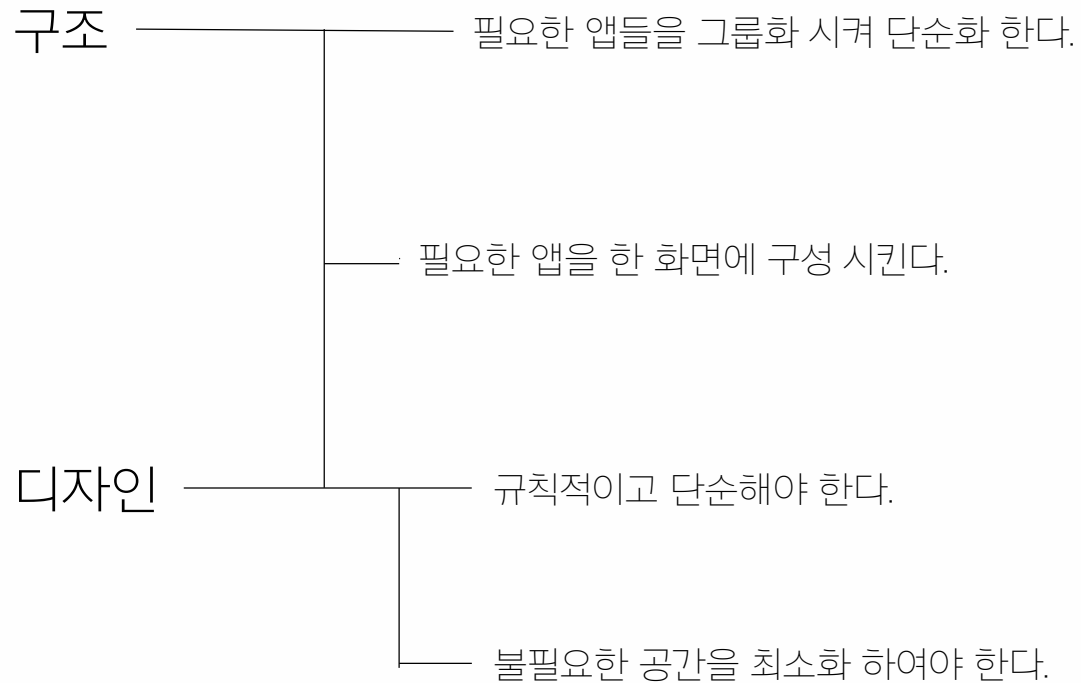 구조
필요한 앱들을 그룹화 시켜 단순화 한다.
필요한 앱을 한 화면에 구성 시킨다.
디자인
규칙적이고 단순해야 한다.
불필요한 공간을 최소화 하여야 한다.